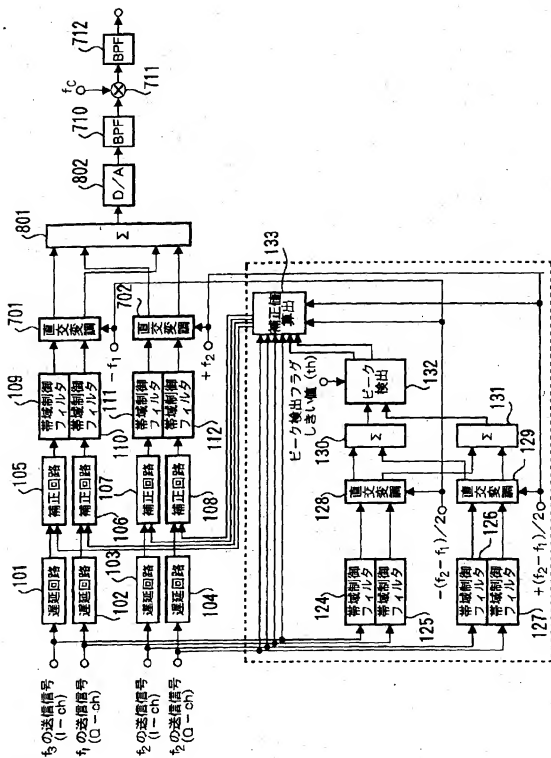 f₃の送信信号
(I-ch)
f₁の送信信号
(Q-ch)
f₂の送信信号
(I-ch)
f₂の送信信号
(Q-ch)
101
遅延回路
遅延回路
102
103
遅延回路
遅延回路
104
105
補正回路
補正回路
106
107
補正回路
補正回路
108
109
帯域制御
フィルタ
帯域制御
フィルタ
110
111
帯域制御
フィルタ
帯域制御
フィルタ
112
701
直交変調
-f₁
702
直交変調
+f₂
801
Σ
802
D/A
710
BPF
fc
711
712
BPF
133
補正値
算出
ピーク検出フラグ
しきい値(th)
ピーク
検出
132
130
Σ
131
Σ
128
直交変調
-(f₂-f₁)/2
129
直交変調
+(f₂-f₁)/2
124
帯域制御
フィルタ
帯域制御
フィルタ
125
126
帯域制御
フィルタ
帯域制御
フィルタ
127